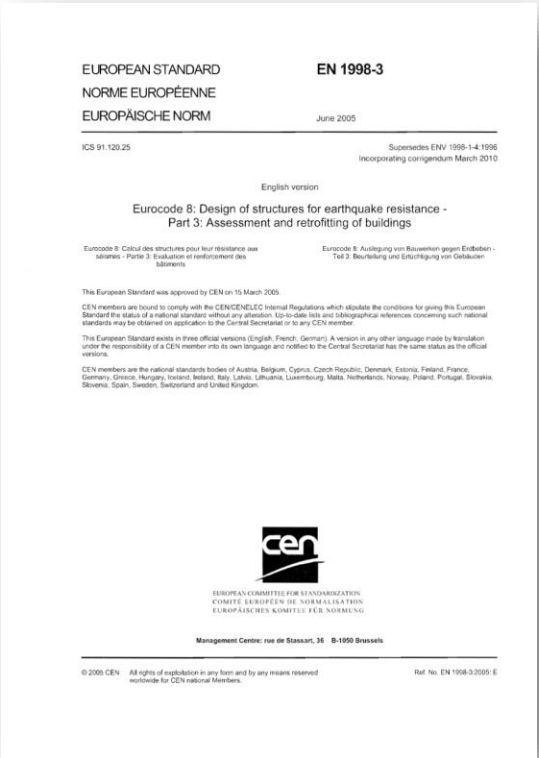 EUROPEAN STANDARD
EN 1998-3
NORME EUROPÉENNE
EUROPÄISCHE NORM
June 2005
ICS 91.120.25
Supersedes ENV 1998-1-4:1996
Incorporating corrigendum March 2010
English version
Eurocode 8: Design of structures for earthquake resistance -
Part 3: Assessment and retrofitting of buildings
Eurocode 8: Calcul des structures pour leur résistance aux
séismes - Partie 3: Evaluation et renforcement des
bâtiments
Eurocode 8: Auslegung von Bauwerken gegen Erdbeben -
Teil 3: Beurteilung und Ertüchtigung von Gebäuden
This European Standard was approved by CEN on 15 March 2005.
CEN members are bound to comply with the CEN/CENELEC Internal Regulations which stipulate the conditions for giving this European
Standard the status of a national standard without any alteration. Up-to-date lists and bibliographical references concerning such national
standards may be obtained on application to the Central Secretariat or to any CEN member.
This European Standard exists in three official versions (English, French, German). A version in any other language made by translation
under the responsibility of a CEN member into its own language and notified to the Central Secretariat has the same status as the official
versions.
CEN members are the national standards bodies of Austria, Belgium, Cyprus, Czech Republic, Denmark, Estonia, Finland, France,
Germany, Greece, Hungary, Iceland, Ireland, Italy, Latvia, Lithuania, Luxembourg, Malta, Netherlands, Norway, Poland, Portugal, Slovakia,
Slovenia, Spain, Sweden, Switzerland and United Kingdom.
cen
EUROPEAN COMMITTEE FOR STANDARDIZATION
COMITÉ EUROPÉEN DE NORMALISATION
EUROPÄISCHES KOMITEE FÜR NORMUNG
Management Centre: rue de Stassart, 36 B-1050 Brussels
© 2005 CEN All rights of exploitation in any form and by any means reserved
worldwide for CEN national Members.
Ref. No. EN 1998-3:2005: E